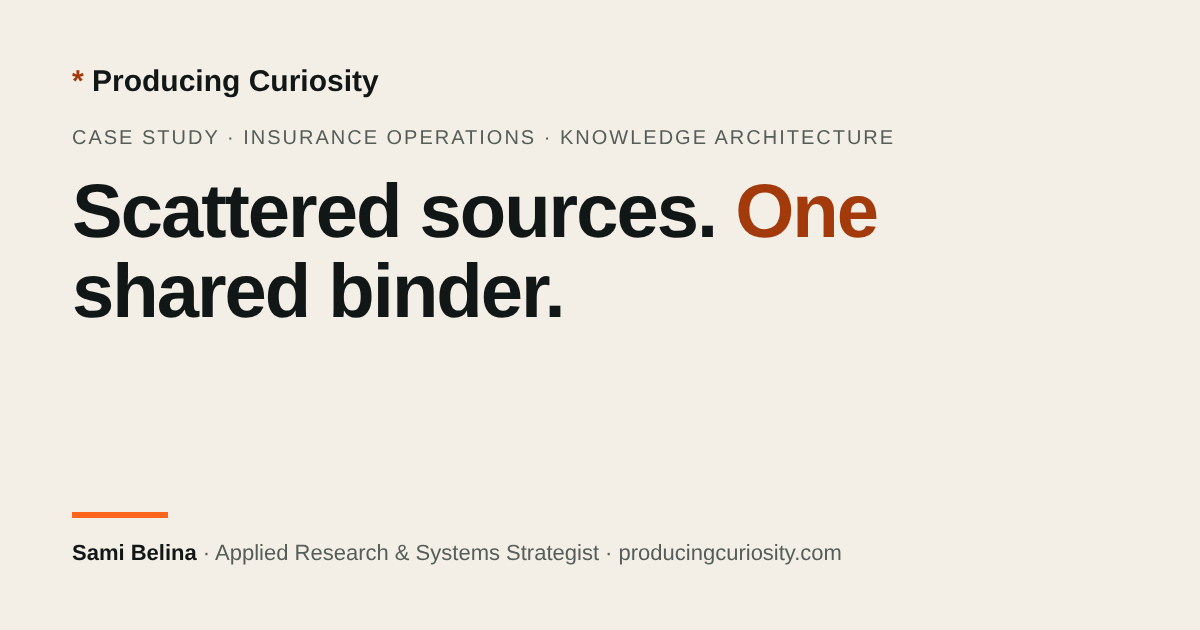 * Producing Curiosity
CASE STUDY · INSURANCE OPERATIONS · KNOWLEDGE ARCHITECTURE
Scattered sources. One
shared binder.
Sami Belina · Applied Research & Systems Strategist · producingcuriosity.com